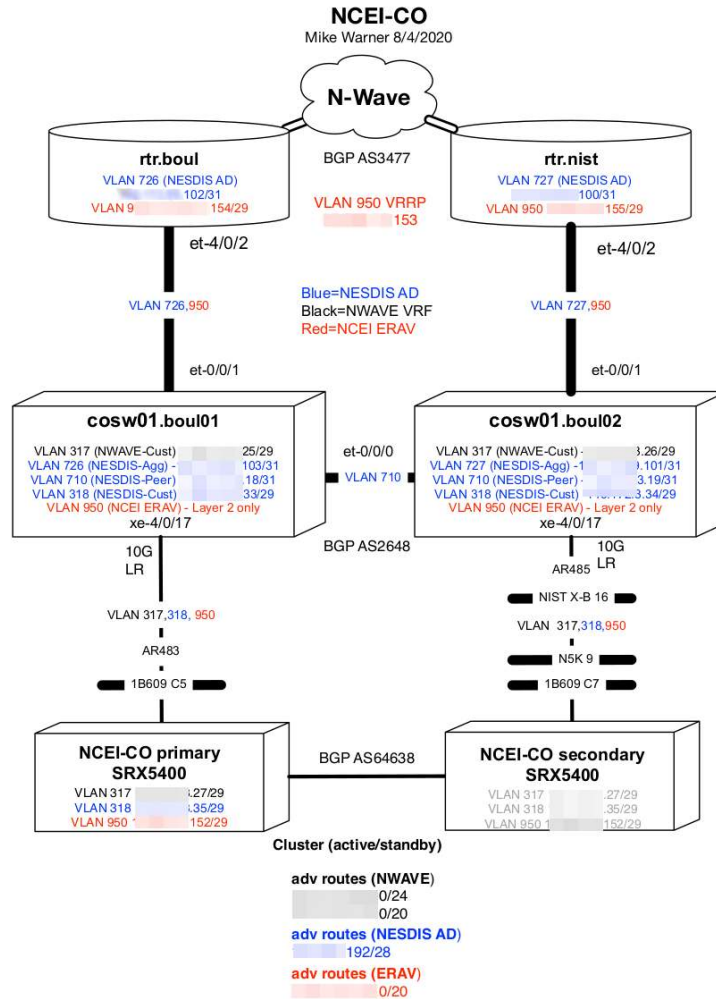 NCEI-CO
Mike Warner 8/4/2020
N-Wave
rtr.boul
VLAN 726 (NESDIS AD)
102/31
VLAN 9 154/29
BGP AS3477
VLAN 950 VRRP
153
rtr.nist
VLAN 727 (NESDIS AD)
100/31
VLAN 950 155/29
et-4/0/2
et-4/0/2
VLAN 726,950
Blue=NESDIS AD
Black=NWAVE VRF
Red=NCEI ERAV
VLAN 727,950
et-0/0/1
et-0/0/1
cosw01.boul01
VLAN 317 (NWAVE-Cust) 25/29
VLAN 726 (NESDIS-Agg) - 103/31
VLAN 710 (NESDIS-Peer) .18/31
VLAN 318 (NESDIS-Cust) 33/29
VLAN 950 (NCEI ERAV) - Layer 2 only
xe-4/0/17
et-0/0/0
VLAN 710
BGP AS2648
cosw01.boul02
VLAN 317 (NWAVE-Cust) - .26/29
VLAN 727 (NESDIS-Agg) -1 .101/31
VLAN 710 (NESDIS-Peer) .19/31
VLAN 318 (NESDIS-Cust) .34/29
VLAN 950 (NCEI ERAV) - Layer 2 only
xe-4/0/17
10G
LR
VLAN 317,318, 950
AR483
1B609 C5
10G
LR
AR485
NIST X-B 16
VLAN 317,318,950
N5K 9
1B609 C7
NCEI-CO primary
SRX5400
VLAN 317 .27/29
VLAN 318 .35/29
VLAN 950 152/29
BGP AS64638
NCEI-CO secondary
SRX5400
VLAN 317 .27/29
VLAN 318 .35/29
VLAN 950 152/29
Cluster (active/standby)
adv routes (NWAVE)
0/24
0/20
adv routes (NESDIS AD)
192/28
adv routes (ERAV)
0/20